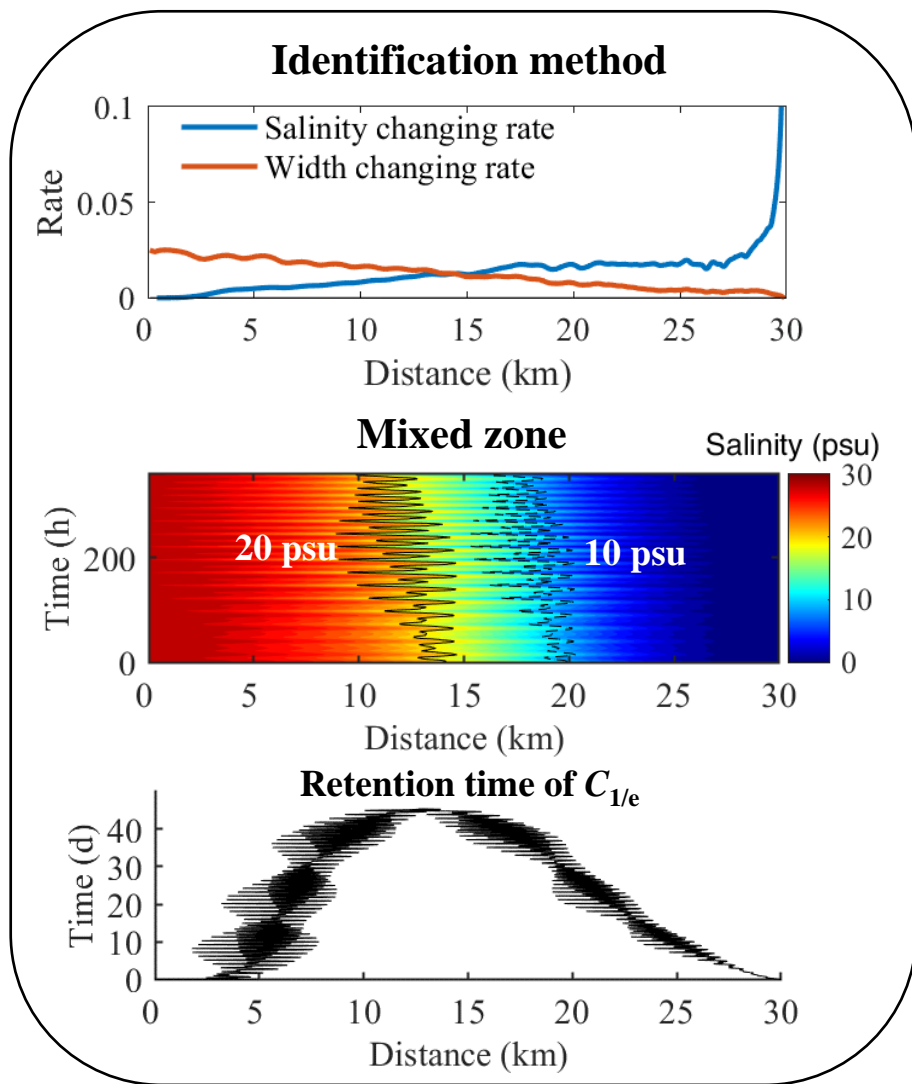 Identification method
0.1
Salinity changing rate
Width changing rate
0.05
Rate
0
0 5 10 15 20 25 30
Distance (km)
Mixed zone
Salinity (psu)
30
20 psu
10 psu
200
20
Time (h)
10
0
0
0 5 10 15 20 25 30
Distance (km)
Retention time of C1/e
40
30
Time (d)
20
10
0
0 5 10 15 20 25 30
Distance (km)